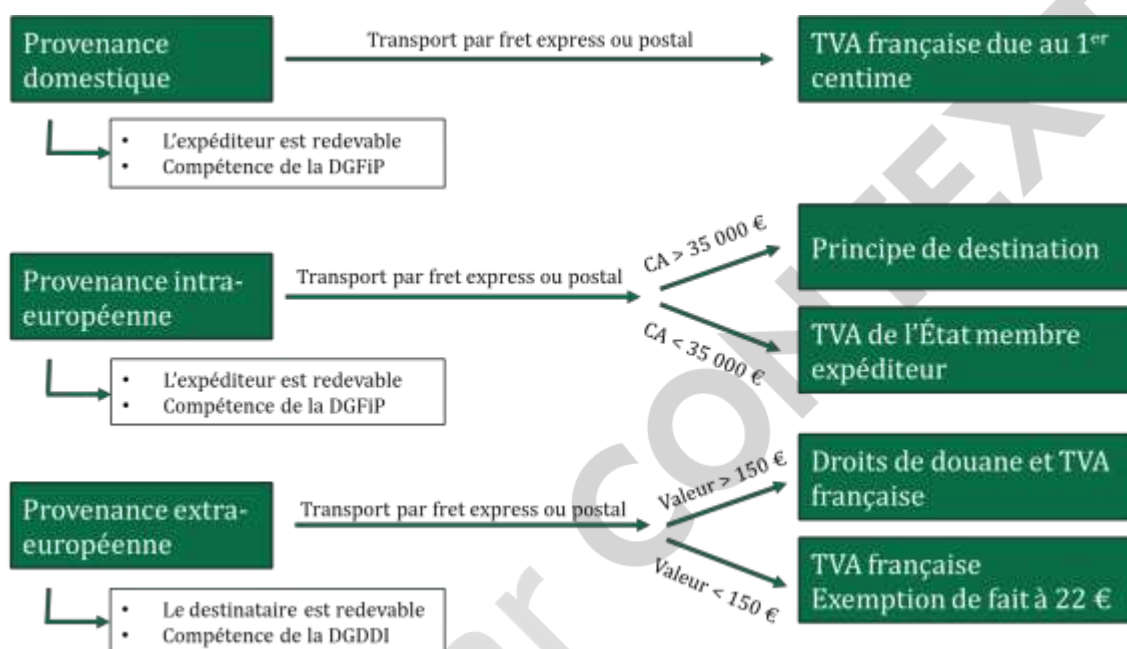 Provenance
domestique
Transport par fret express ou postal
TVA française due au 1er
centime
• L'expéditeur est redevable
• Compétence de la DGFiP
Provenance intra-
européenne
Transport par fret express ou postal
CA > 35 000 €
Principe de destination
CA < 35 000 €
TVA de l'État membre
expéditeur
• L'expéditeur est redevable
• Compétence de la DGFiP
Provenance extra-
européenne
Transport par fret express ou postal
Valeur > 150 €
Droits de douane et TVA
française
Valeur < 150 €
TVA française
Exemption de fait à 22 €
• Le destinataire est redevable
• Compétence de la DGDDI